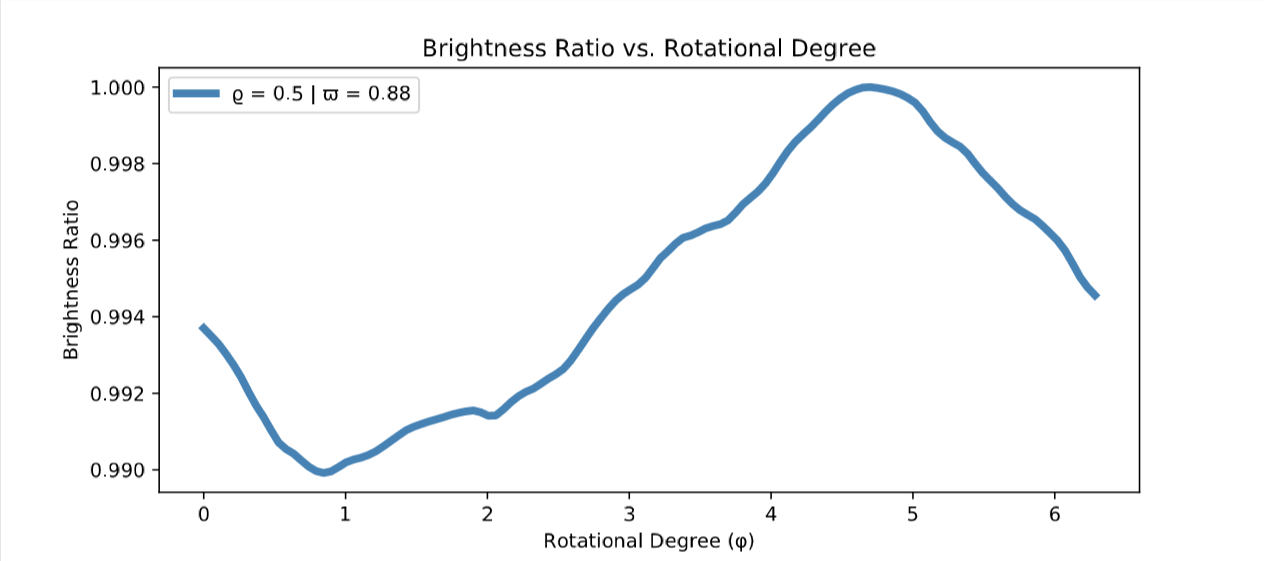 Brightness Ratio vs. Rotational Degree
ϱ = 0.5 | ϖ = 0.88
Brightness Ratio
1.000
0.998
0.996
0.994
0.992
0.990
0 1 2 3 4 5 6
Rotational Degree (φ)